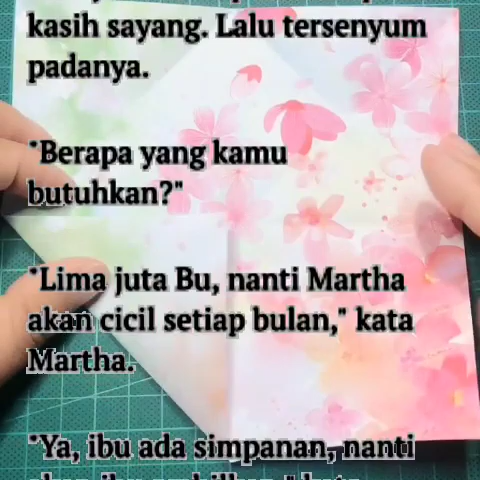 kasih sayang. Lalu tersenyum
padanya.
"Berapa yang kamu
butuhkan?"
"Lima juta Bu, nanti Martha
akan cicil setiap bulan," kata
Martha.
"Ya, ibu ada simpanan, nanti